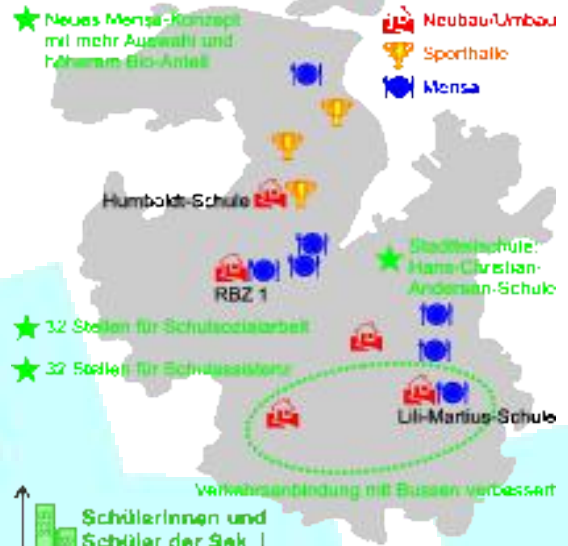 Neues Mensa-Konzept
mit mehr Auswahl und
höherem Bio-Anteil
Neubau/Umbau
Sporthalle
Mensa
Humboldt-Schule
RBZ 1
Stadtteilschule:
Hans-Christian-
Andersen-Schule
32 Stellen für Schulsozialarbeit
32 Stellen für Schulassistenz
Lili-Martius-Schule
Verkehrsanbindung mit Bussen verbessert
Schülerinnen und
Schüler der Sek. I